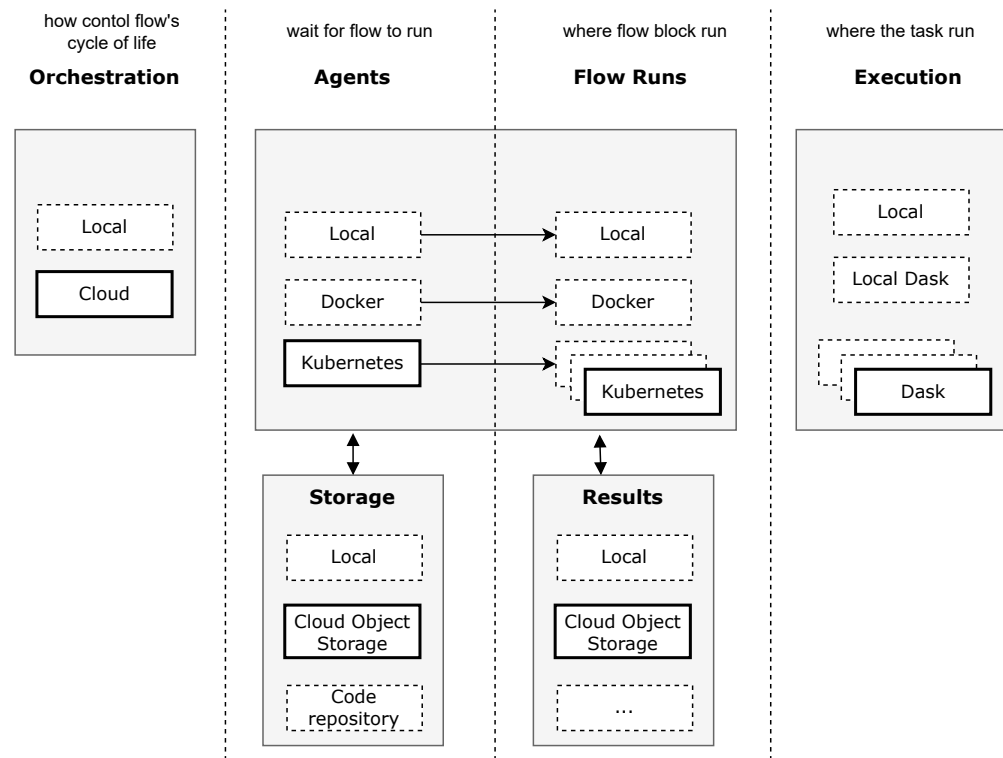 how contol flow's
cycle of life
Orchestration
Local
Cloud
wait for flow to run
Agents
Local
Docker
Kubernetes
where flow block run
Flow Runs
Local
Docker
Kubernetes
where the task run
Execution
Local
Local Dask
Dask
Storage
Local
Cloud Object
Storage
Code
repository
Results
Local
Cloud Object
Storage
...